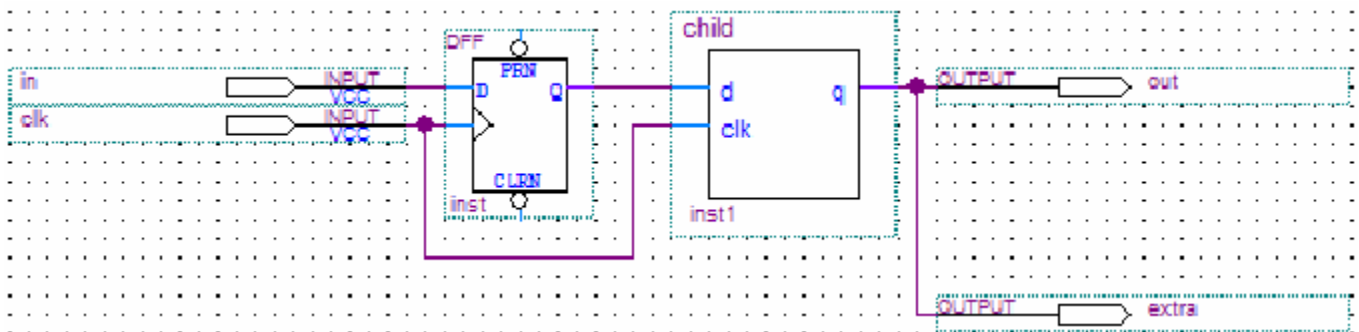 in
INPUT
VCC
clk
INPUT
VCC
DFF
PRN
D
Q
CLRN
inst
child
d
q
clk
inst1
OUTPUT
out
OUTPUT
extra